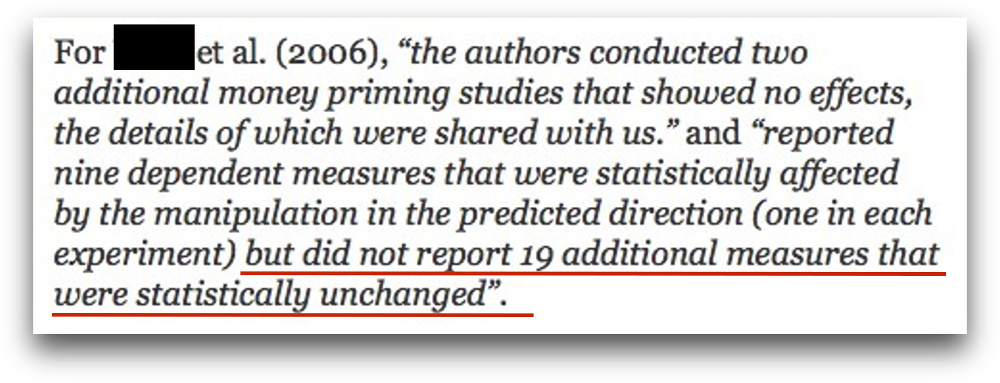 For et al. (2006), “the authors conducted two
additional money priming studies that showed no effects,
the details of which were shared with us.” and “reported
nine dependent measures that were statistically affected
by the manipulation in the predicted direction (one in each
experiment) but did not report 19 additional measures that
were statistically unchanged”.